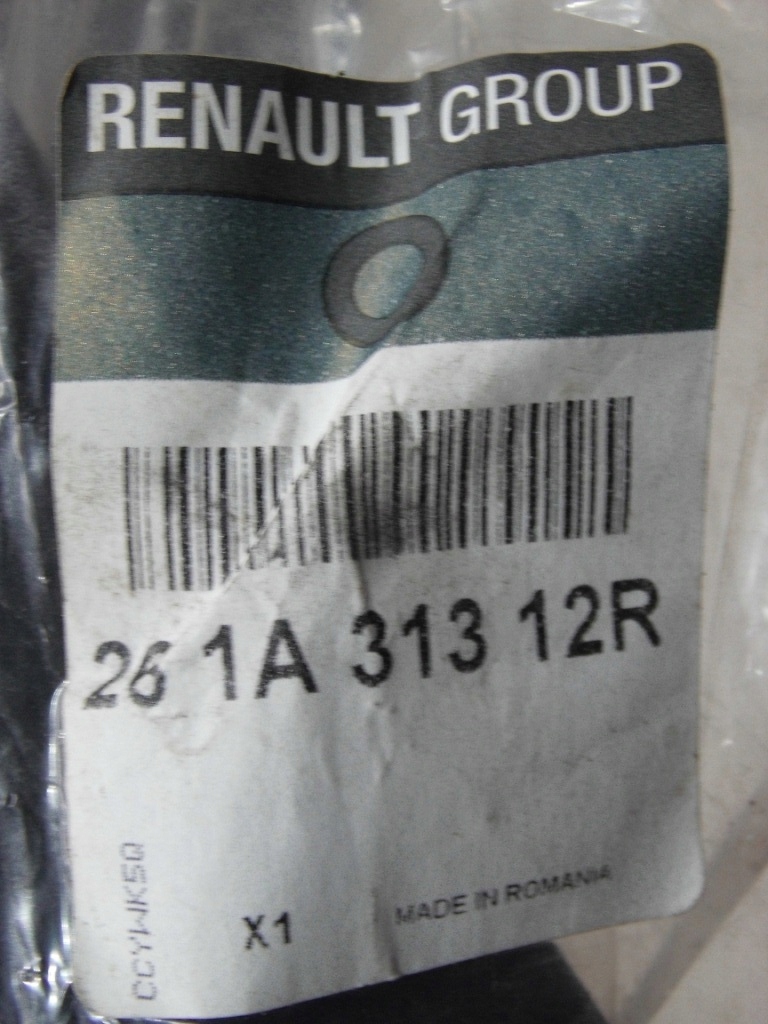 RENAULT GROUP
26 1A 313 12R
CCYWK5Q
X1
MADE IN ROMANIA